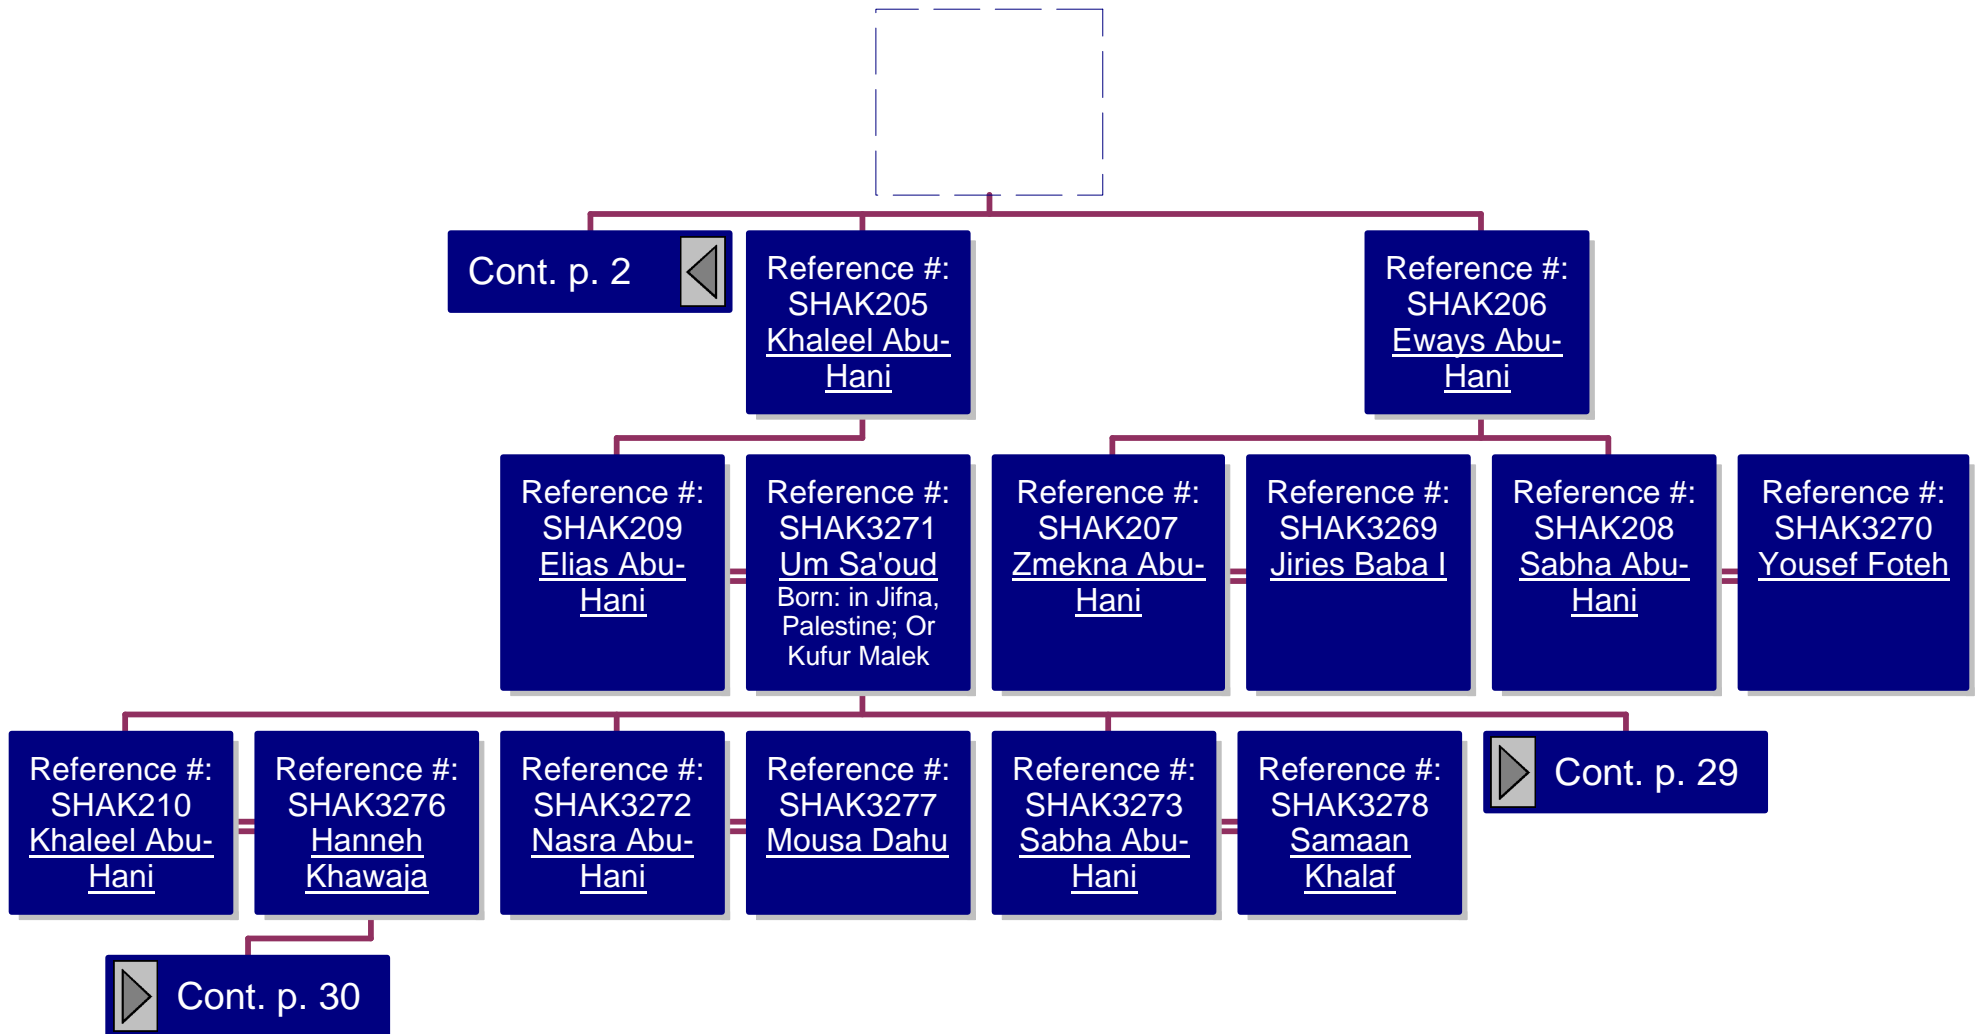 Cont. p. 2
Reference #:
SHAK205
Khaleel Abu-
Hani
Reference #:
SHAK206
Eways Abu-
Hani
Reference #:
SHAK209
Elias Abu-
Hani
Reference #:
SHAK3271
Um Sa'oud
Born: in Jifna,
Palestine; Or
Kufur Malek
Reference #:
SHAK207
Zmekna Abu-
Hani
Reference #:
SHAK3269
Jiries Baba I
Reference #:
SHAK208
Sabha Abu-
Hani
Reference #:
SHAK3270
Yousef Foteh
Reference #:
SHAK210
Khaleel Abu-
Hani
Reference #:
SHAK3276
Hanneh
Khawaja
Reference #:
SHAK3272
Nasra Abu-
Hani
Reference #:
SHAK3277
Mousa Dahu
Reference #:
SHAK3273
Sabha Abu-
Hani
Reference #:
SHAK3278
Samaan
Khalaf
Cont. p. 29
Cont. p. 30